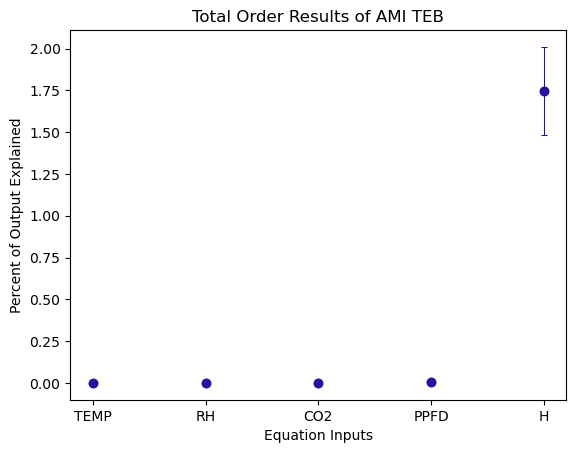 Total Order Results of AMI TEB
Percent of Output Explained
2.00
1.75
1.50
1.25
1.00
0.75
0.50
0.25
0.00
TEMP RH CO2 PPFD H
Equation Inputs